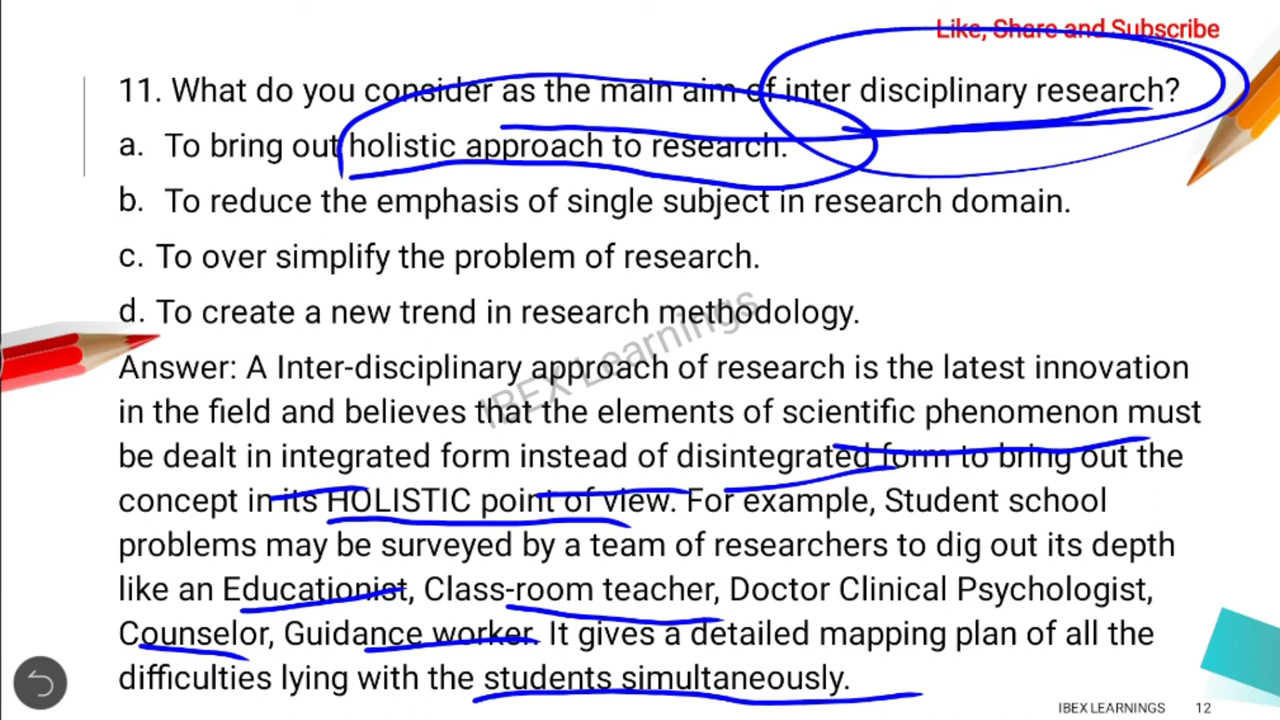 Like, Share and Subscribe
11. What do you consider as the main aim of inter disciplinary research?
a. To bring out holistic approach to research.
b. To reduce the emphasis of single subject in research domain.
c. To over simplify the problem of research.
d. To create a new trend in research methodology.
IBEX Learnings
Answer: A Inter-disciplinary approach of research is the latest innovation
in the field and believes that the elements of scientific phenomenon must
be dealt in integrated form instead of disintegrated form to bring out the
concept in its HOLISTIC point of view. For example, Student school
problems may be surveyed by a team of researchers to dig out its depth
like an Educationist, Class-room teacher, Doctor Clinical Psychologist,
Counselor, Guidance worker. It gives a detailed mapping plan of all the
difficulties lying with the students simultaneously.
IBEX LEARNINGS 12